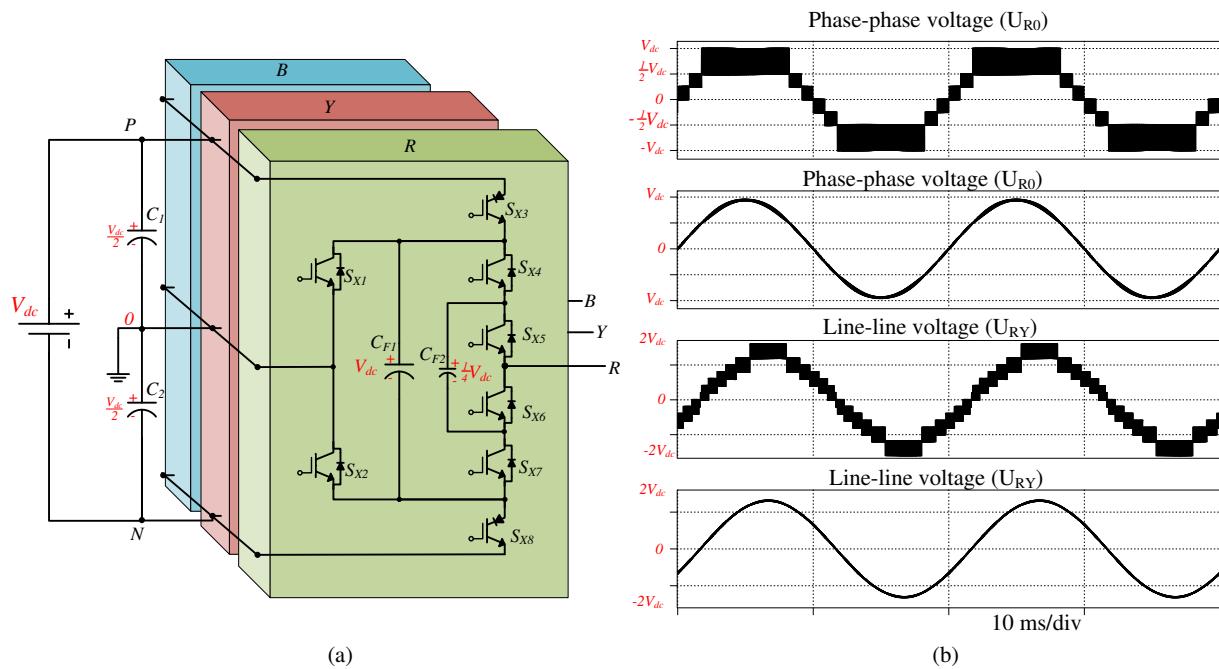 B
Y
R
P
C1
Vdc/2
+
-
Vdc
+
-
0
C2
Vdc/2
+
-
N
SX3
SX1
SX4
SX5
CF1
Vdc
+
-
CF2
+
-
1/4Vdc
SX6
SX2
SX7
SX8
B
Y
R
(a)
Phase-phase voltage (UR0)
Vdc
1/2Vdc
0
-1/2Vdc
-Vdc
Phase-phase voltage (UR0)
Vdc
0
Vdc
Line-line voltage (URY)
2Vdc
0
-2Vdc
Line-line voltage (URY)
2Vdc
0
-2Vdc
10 ms/div
(b)